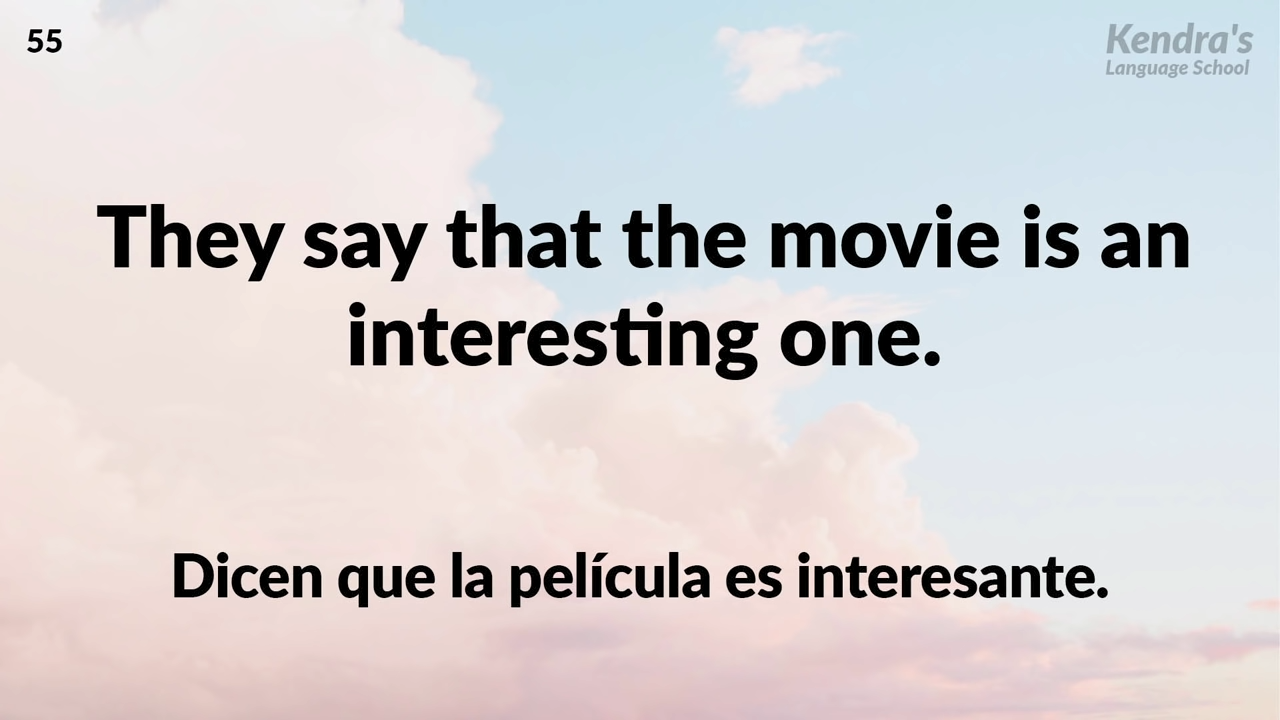 55
Kendra's
Language School
They say that the movie is an
interesting one.
Dicen que la película es interesante.